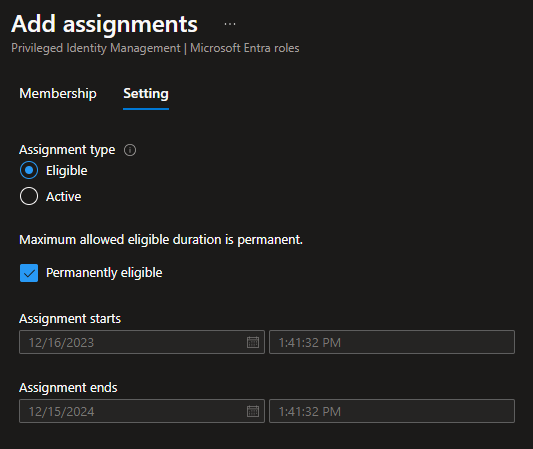 Add assignments ...
Privileged Identity Management | Microsoft Entra roles
Membership Setting
Assignment type
Eligible
Active
Maximum allowed eligible duration is permanent.
Permanently eligible
Assignment starts
12/16/2023 1:41:32 PM
Assignment ends
12/15/2024 1:41:32 PM